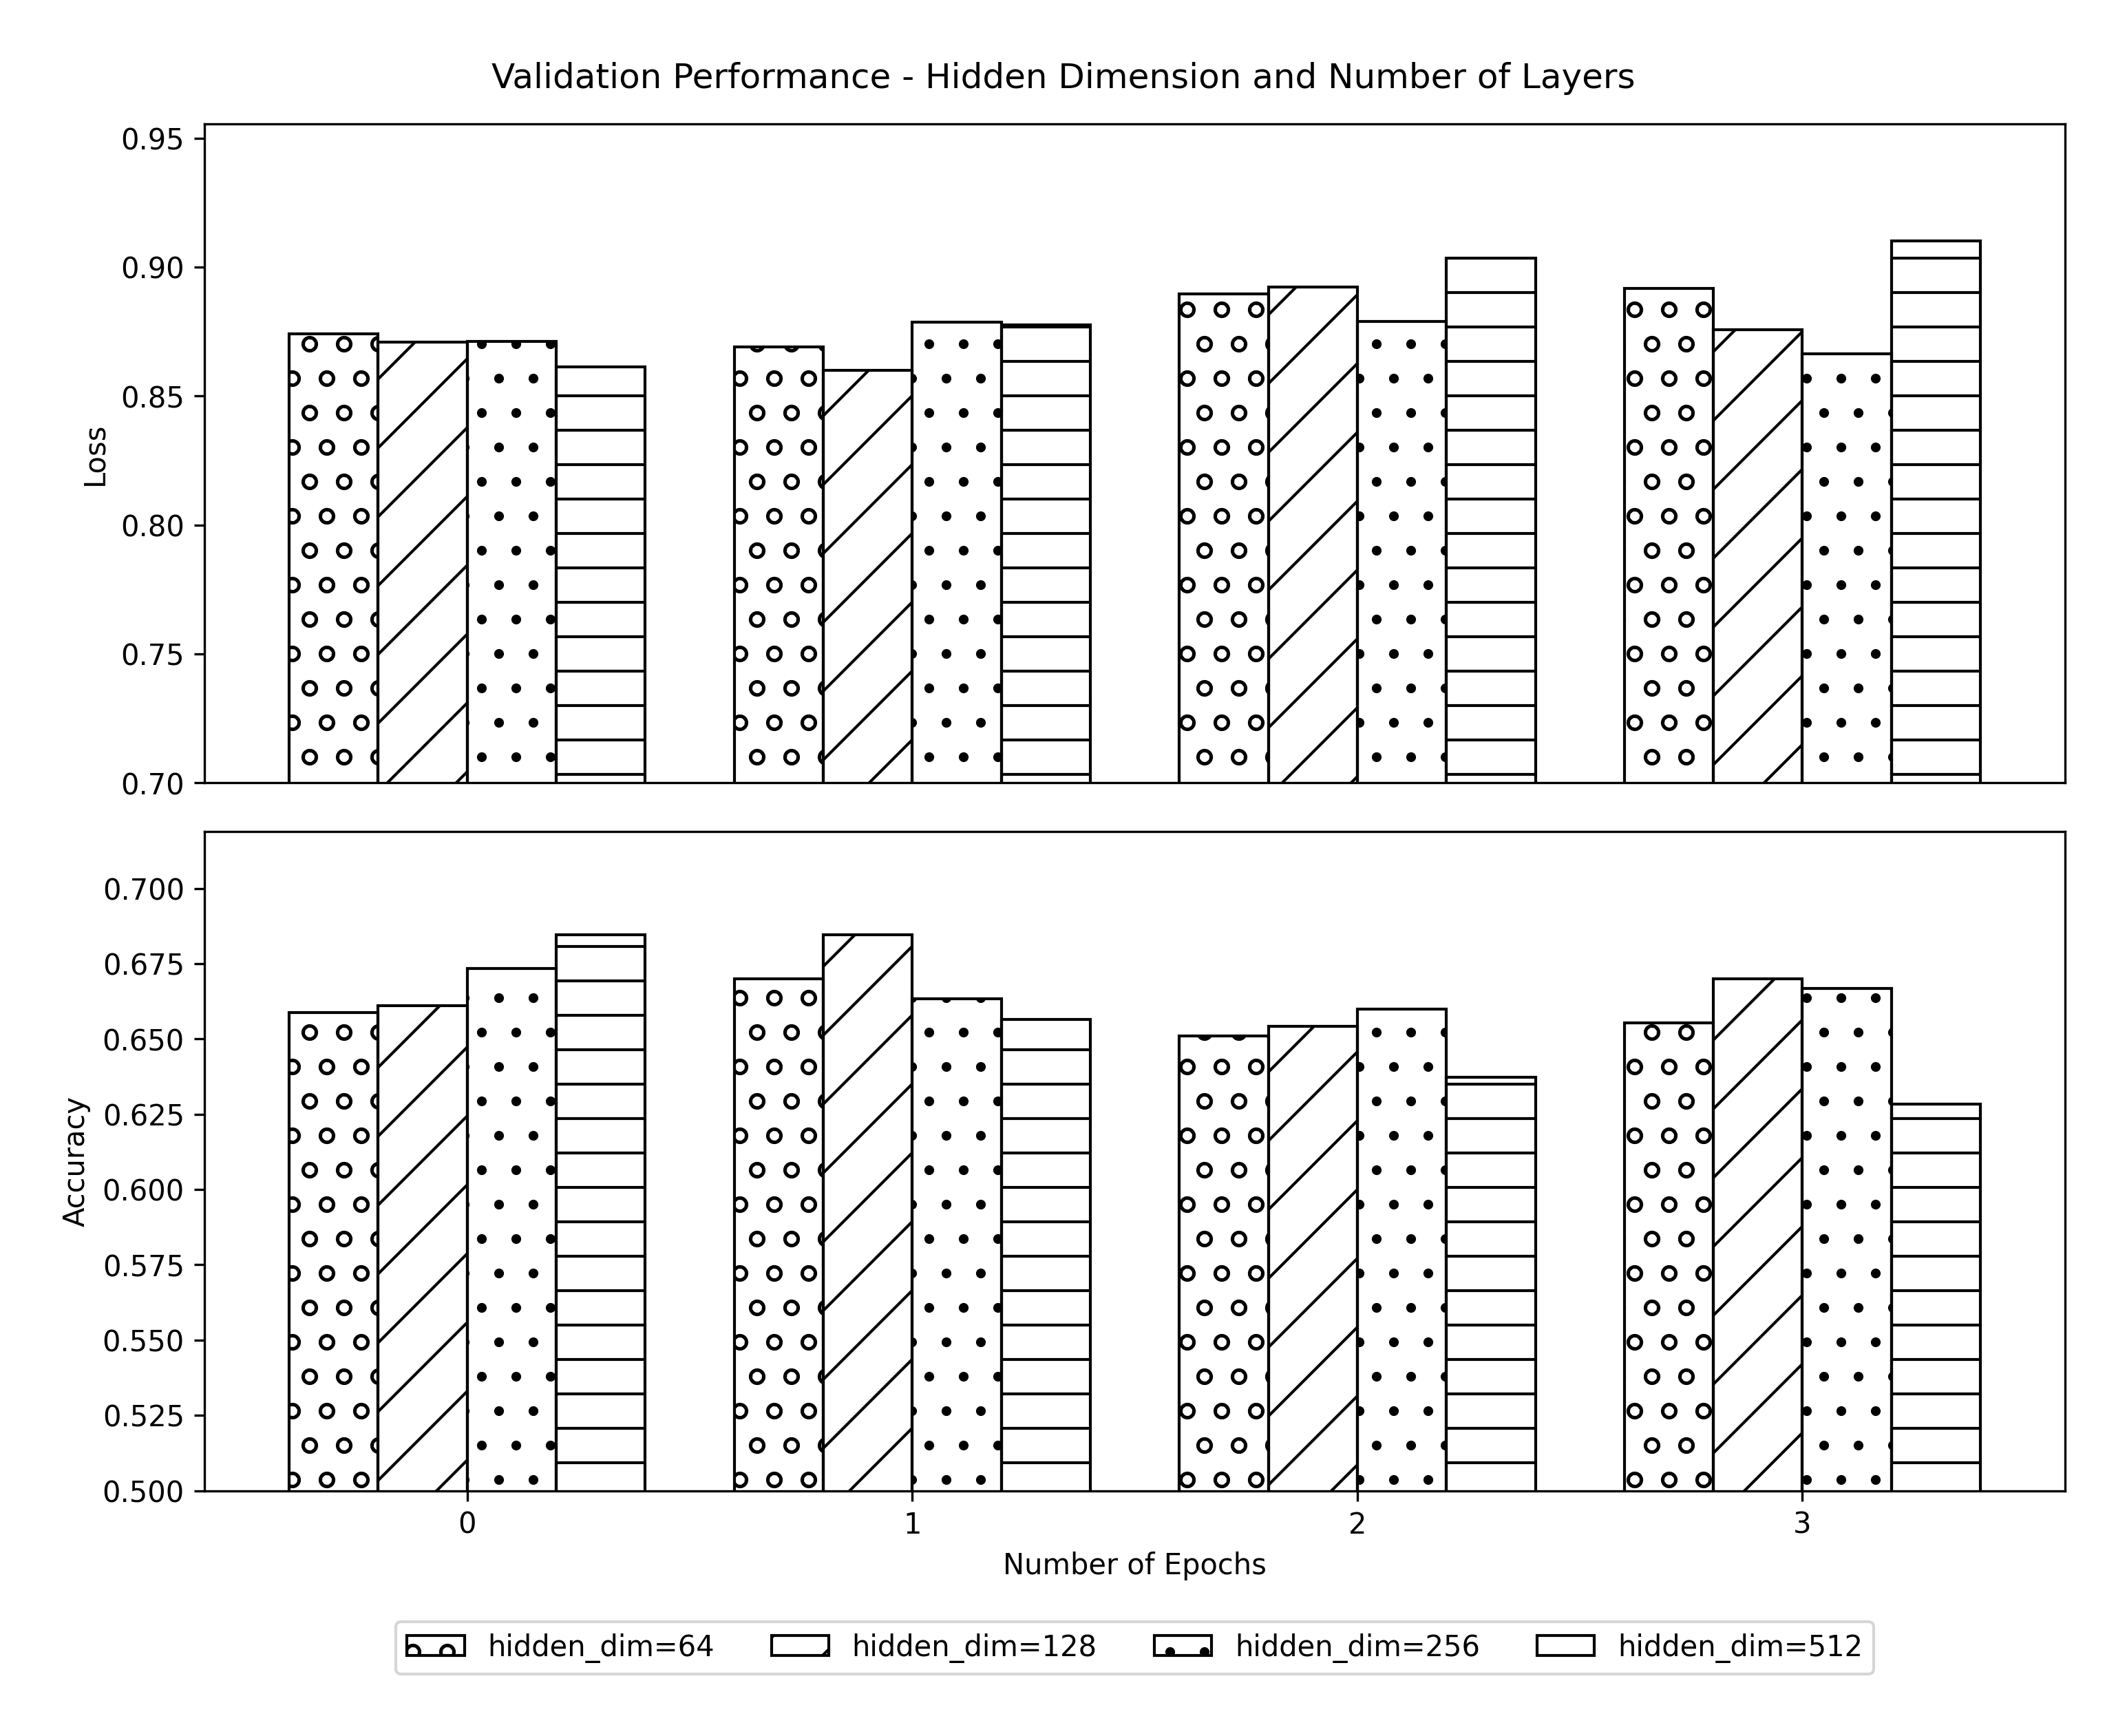 Validation Performance - Hidden Dimension and Number of Layers
0.95
0.90
0.85
0.80
0.75
0.70
Loss
0.700
0.675
0.650
0.625
0.600
0.575
0.550
0.525
0.500
Accuracy
0 1 2 3
Number of Epochs
hidden_dim=64 hidden_dim=128 hidden_dim=256 hidden_dim=512